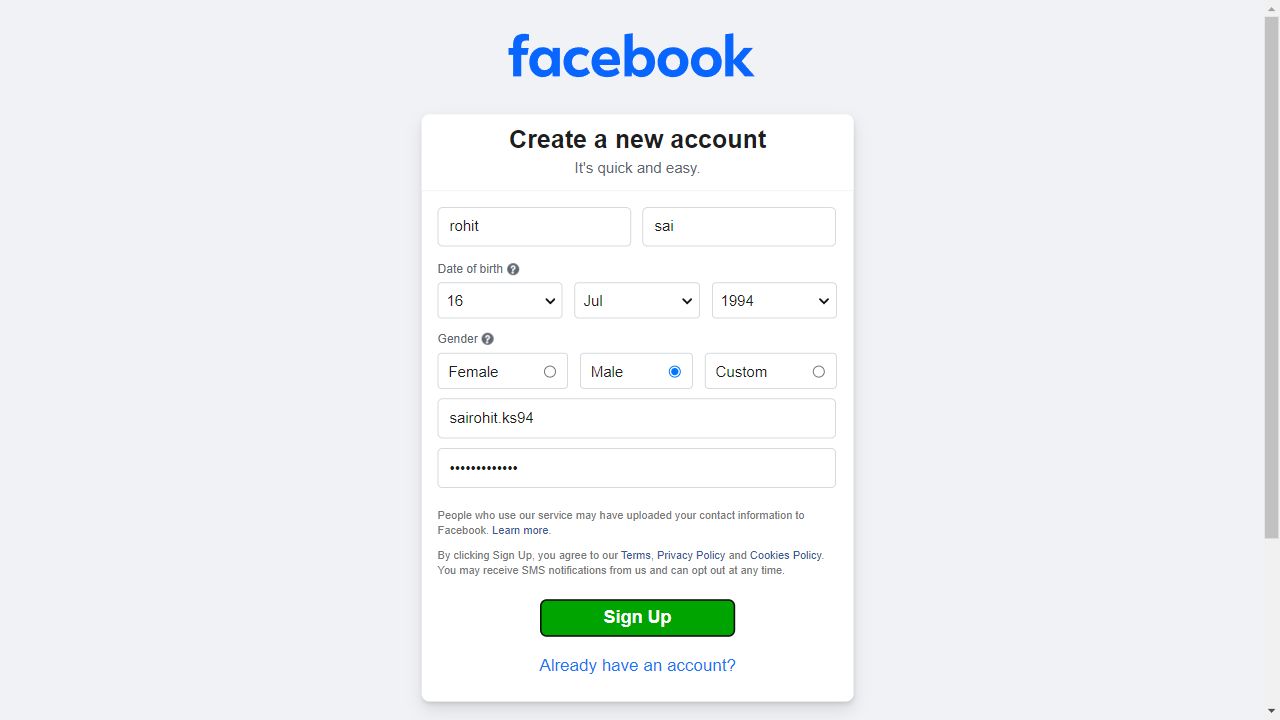 facebook
Create a new account
It's quick and easy.
rohit sai
Date of birth ?
16 Jul 1994
Gender ?
Female Male Custom
sairohit.ks94
•••••••••••••
People who use our service may have uploaded your contact information to
Facebook. Learn more.
By clicking Sign Up, you agree to our Terms, Privacy Policy and Cookies Policy.
You may receive SMS notifications from us and can opt out at any time.
Sign Up
Already have an account?